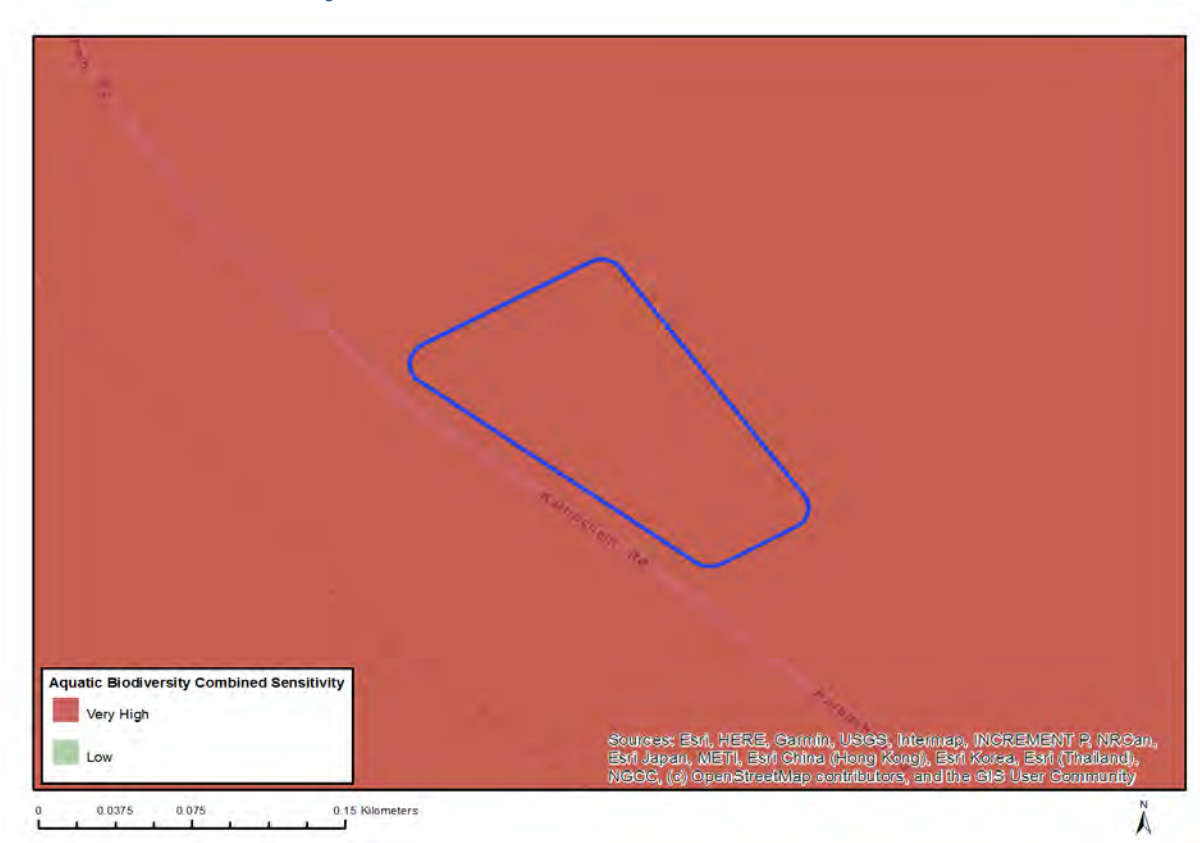 Aquatic Biodiversity Combined Sensitivity
Very High
Low
Sources: Esri, HERE, Garmin, USGS, Intermap, INCREMENT P, NRCan,
Esri Japan, METI, Esri China (Hong Kong), Esri Korea, Esri (Thailand),
NGCC, (c) OpenStreetMap contributors, and the GIS User Community
0 0.0375 0.075 0.15 Kilometers
N